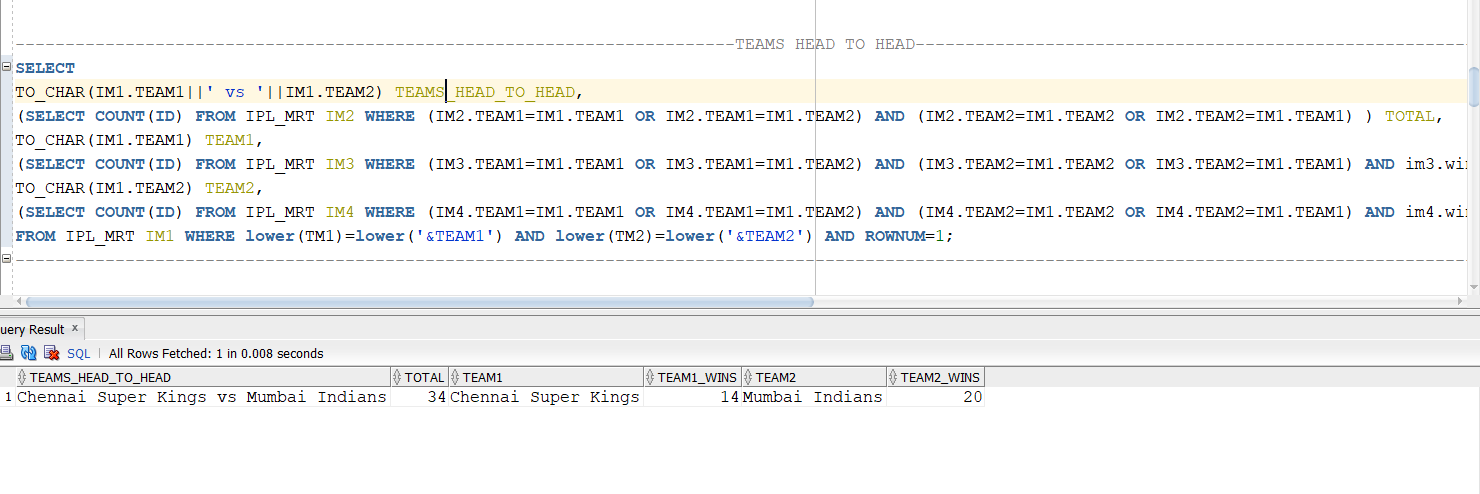 --------------------------------------------------------------------------TEAMS HEAD TO HEAD---------------------------------------------------------
SELECT
TO_CHAR(IM1.TEAM1||' vs '||IM1.TEAM2) TEAMS_HEAD_TO_HEAD,
(SELECT COUNT(ID) FROM IPL_MRT IM2 WHERE (IM2.TEAM1=IM1.TEAM1 OR IM2.TEAM1=IM1.TEAM2) AND (IM2.TEAM2=IM1.TEAM2 OR IM2.TEAM2=IM1.TEAM1) ) TOTAL,
TO_CHAR(IM1.TEAM1) TEAM1,
(SELECT COUNT(ID) FROM IPL_MRT IM3 WHERE (IM3.TEAM1=IM1.TEAM1 OR IM3.TEAM1=IM1.TEAM2) AND (IM3.TEAM2=IM1.TEAM2 OR IM3.TEAM2=IM1.TEAM1) AND im3.win
TO_CHAR(IM1.TEAM2) TEAM2,
(SELECT COUNT(ID) FROM IPL_MRT IM4 WHERE (IM4.TEAM1=IM1.TEAM1 OR IM4.TEAM1=IM1.TEAM2) AND (IM4.TEAM2=IM1.TEAM2 OR IM4.TEAM2=IM1.TEAM1) AND im4.win
FROM IPL_MRT IM1 WHERE lower(TM1)=lower('&TEAM1') AND lower(TM2)=lower('&TEAM2') AND ROWNUM=1;
uery Result x
SQL | All Rows Fetched: 1 in 0.008 seconds
TEAMS_HEAD_TO_HEAD TOTAL TEAM1 TEAM1_WINS TEAM2 TEAM2_WINS
1 Chennai Super Kings vs Mumbai Indians 34 Chennai Super Kings 14 Mumbai Indians 20